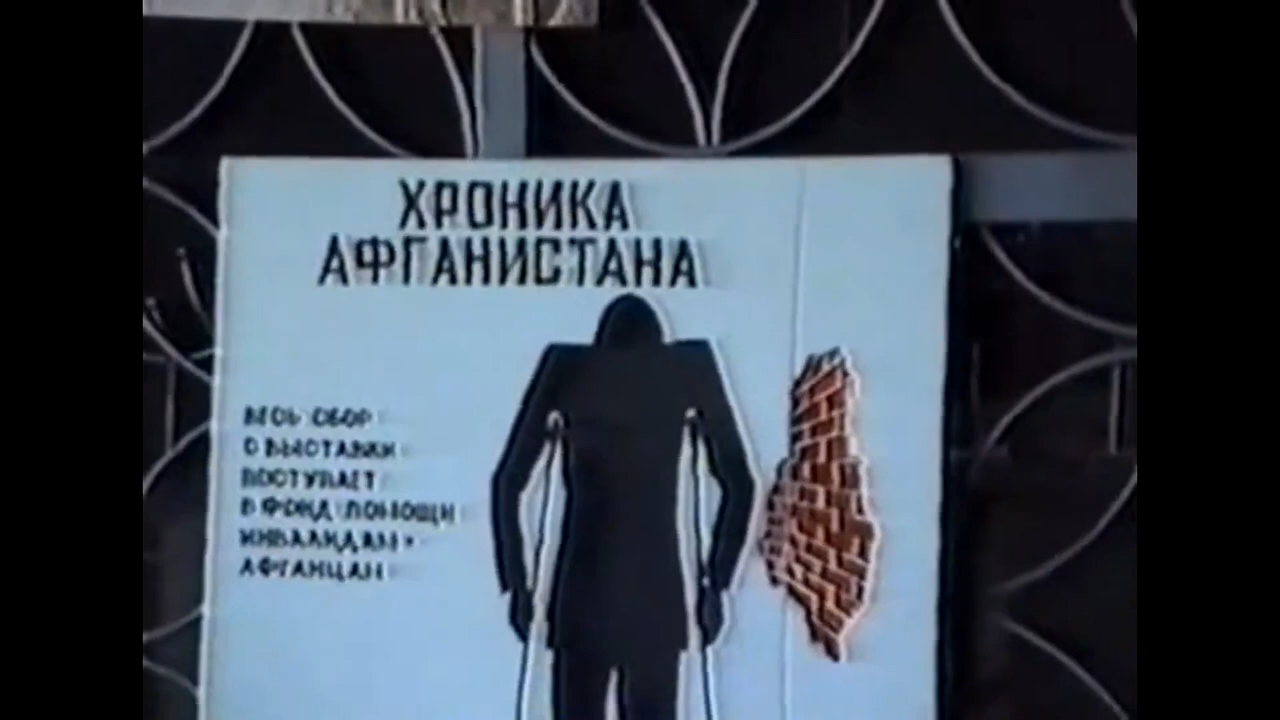 ХРОНИКА
АФГАНИСТАНА
ВЕСЬ СБОР
С ВЫСТАВКИ
ПОСТУПАЕТ
В ФОНД ПОМОЩИ
ИНВАЛИДАМ-
АФГАНЦАМ